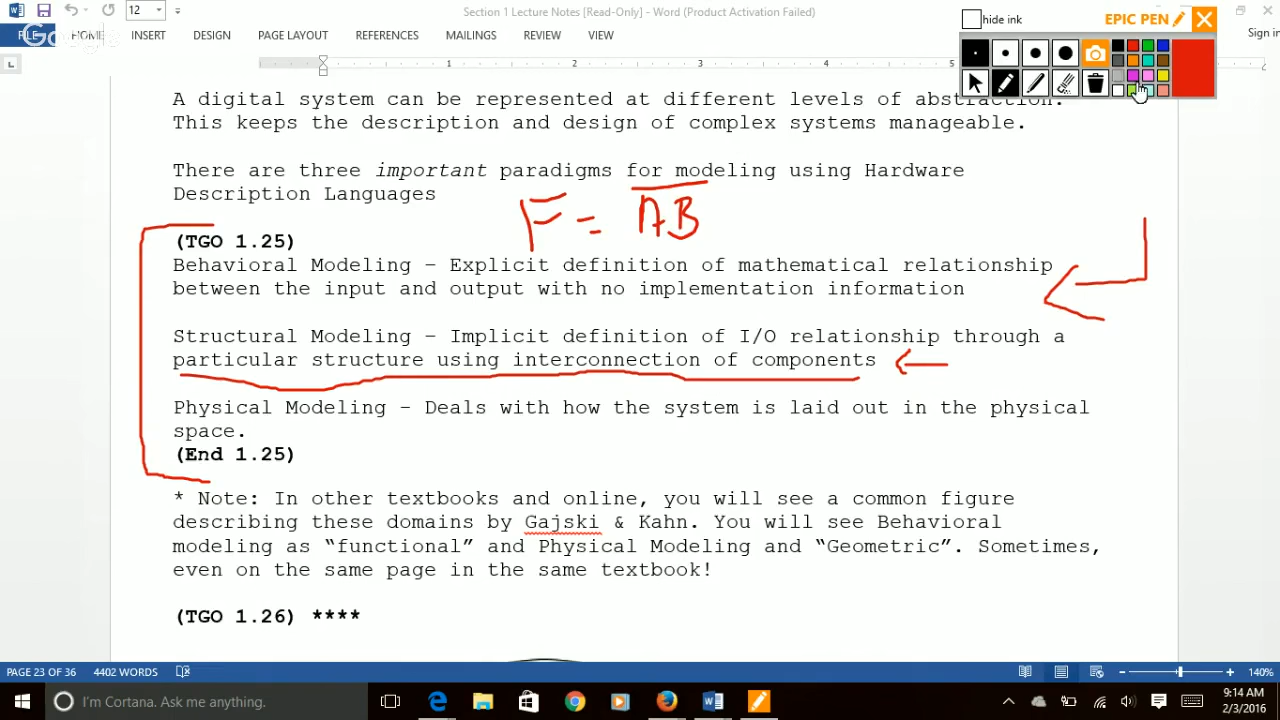 Section 1 Lecture Notes [Read-Only] - Word (Product Activation Failed)
12
hide ink
EPIC PEN
FILE HOME INSERT DESIGN PAGE LAYOUT REFERENCES MAILINGS REVIEW VIEW
Sign in
Google
1 2 3 4 5
A digital system can be represented at different levels of abstraction.
This keeps the description and design of complex systems manageable.
There are three important paradigms for modeling using Hardware
Description Languages
F = AB
(TGO 1.25)
Behavioral Modeling – Explicit definition of mathematical relationship
between the input and output with no implementation information
Structural Modeling – Implicit definition of I/O relationship through a
particular structure using interconnection of components
Physical Modeling – Deals with how the system is laid out in the physical
space.
(End 1.25)
* Note: In other textbooks and online, you will see a common figure
describing these domains by Gajski & Kahn. You will see Behavioral
modeling as “functional” and Physical Modeling and “Geometric”. Sometimes,
even on the same page in the same textbook!
(TGO 1.26) ****
PAGE 23 OF 36 4402 WORDS
140%
I'm Cortana. Ask me anything.
9:14 AM
2/3/2016